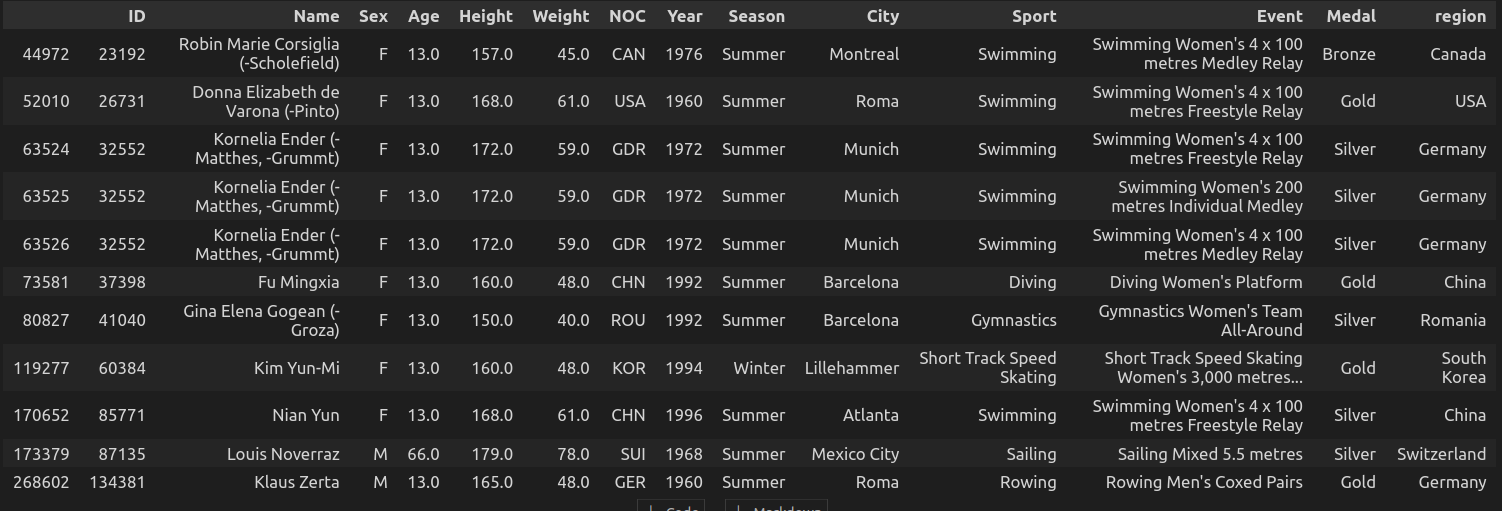 ID Name Sex Age Height Weight NOC Year Season City Sport Event Medal region
44972 23192 Robin Marie Corsiglia (-Scholefield) F 13.0 157.0 45.0 CAN 1976 Summer Montreal Swimming Swimming Women's 4 x 100 metres Medley Relay Bronze Canada
52010 26731 Donna Elizabeth de Varona (-Pinto) F 13.0 168.0 61.0 USA 1960 Summer Roma Swimming Swimming Women's 4 x 100 metres Freestyle Relay Gold USA
63524 32552 Kornelia Ender (-Matthes, -Grummt) F 13.0 172.0 59.0 GDR 1972 Summer Munich Swimming Swimming Women's 4 x 100 metres Freestyle Relay Silver Germany
63525 32552 Kornelia Ender (-Matthes, -Grummt) F 13.0 172.0 59.0 GDR 1972 Summer Munich Swimming Swimming Women's 200 metres Individual Medley Silver Germany
63526 32552 Kornelia Ender (-Matthes, -Grummt) F 13.0 172.0 59.0 GDR 1972 Summer Munich Swimming Swimming Women's 4 x 100 metres Medley Relay Silver Germany
73581 37398 Fu Mingxia F 13.0 160.0 48.0 CHN 1992 Summer Barcelona Diving Diving Women's Platform Gold China
80827 41040 Gina Elena Gogean (-Groza) F 13.0 150.0 40.0 ROU 1992 Summer Barcelona Gymnastics Gymnastics Women's Team All-Around Silver Romania
119277 60384 Kim Yun-Mi F 13.0 160.0 48.0 KOR 1994 Winter Lillehammer Short Track Speed Skating Short Track Speed Skating Women's 3,000 metres... Gold South Korea
170652 85771 Nian Yun F 13.0 168.0 61.0 CHN 1996 Summer Atlanta Swimming Swimming Women's 4 x 100 metres Freestyle Relay Silver China
173379 87135 Louis Noverraz M 66.0 179.0 78.0 SUI 1968 Summer Mexico City Sailing Sailing Mixed 5.5 metres Silver Switzerland
268602 134381 Klaus Zerta M 13.0 165.0 48.0 GER 1960 Summer Roma Rowing Rowing Men's Coxed Pairs Gold Germany